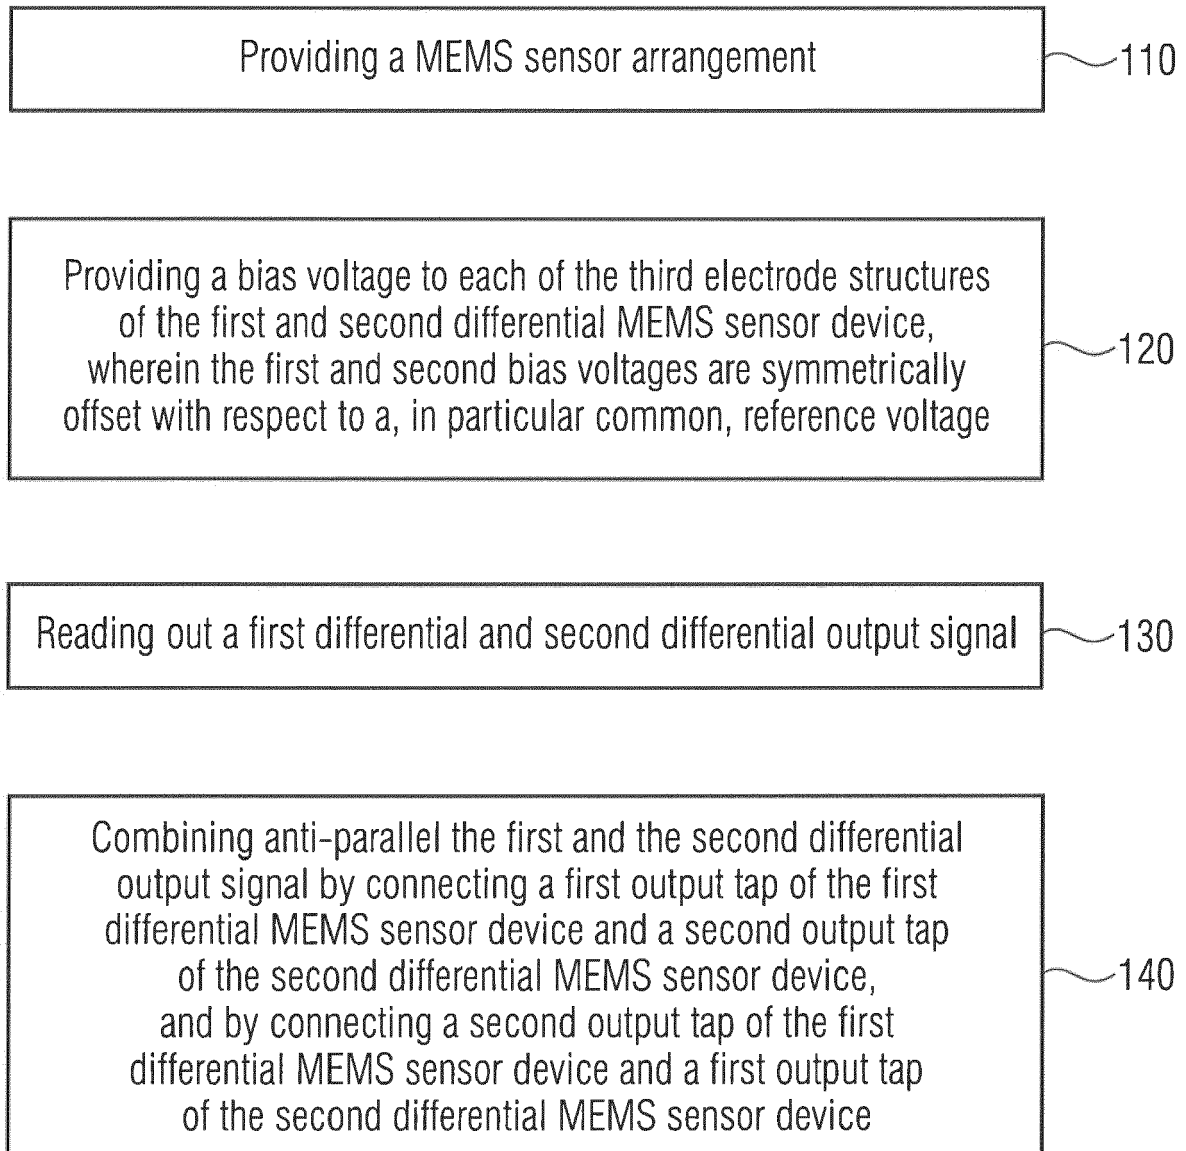 Providing a MEMS sensor arrangement
110
Providing a bias voltage to each of the third electrode structures
of the first and second differential MEMS sensor device,
wherein the first and second bias voltages are symmetrically
offset with respect to a, in particular common, reference voltage
120
Reading out a first differential and second differential output signal
130
Combining anti-parallel the first and the second differential
output signal by connecting a first output tap of the first
differential MEMS sensor device and a second output tap
of the second differential MEMS sensor device,
and by connecting a second output tap of the first
differential MEMS sensor device and a first output tap
of the second differential MEMS sensor device
140